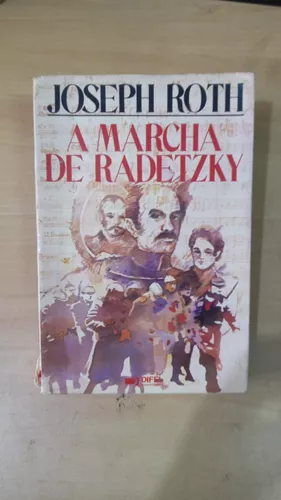 JOSEPH ROTH
A MARCHA
DE RADETZKY
DIFEL